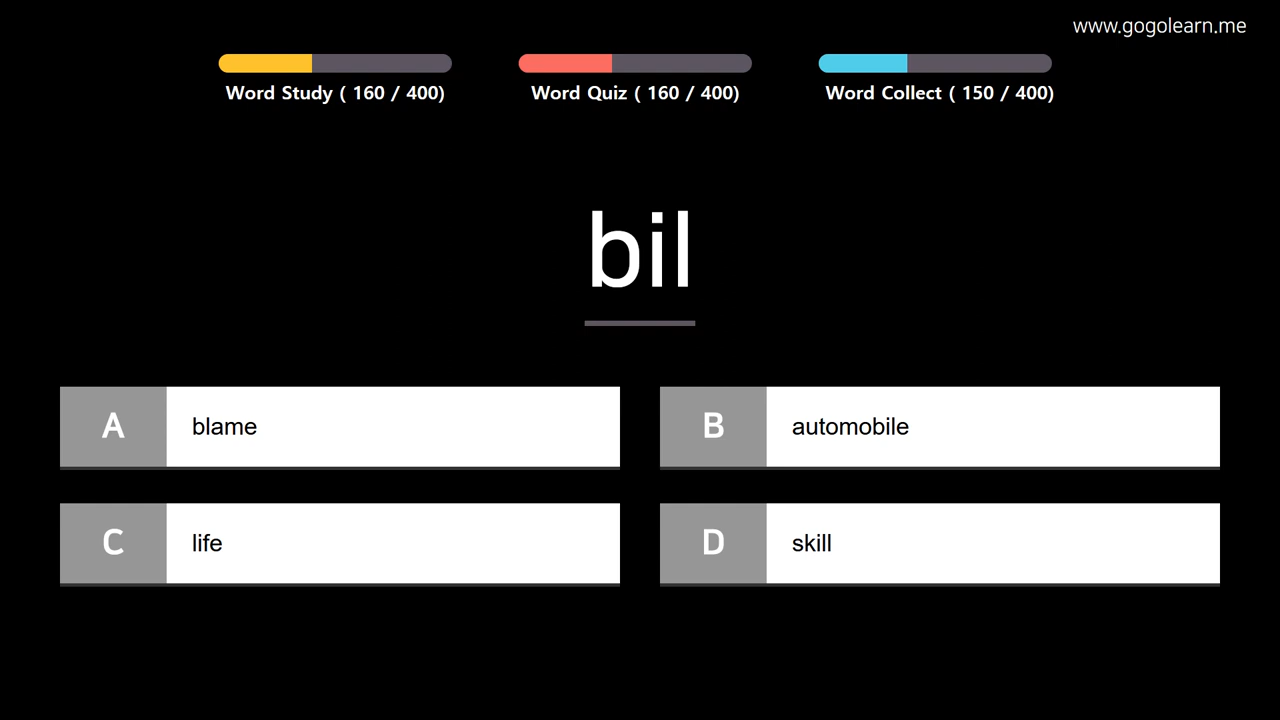 www.gogolearn.me
Word Study ( 160 / 400)
Word Quiz ( 160 / 400)
Word Collect ( 150 / 400)
bil
A blame
B automobile
C life
D skill